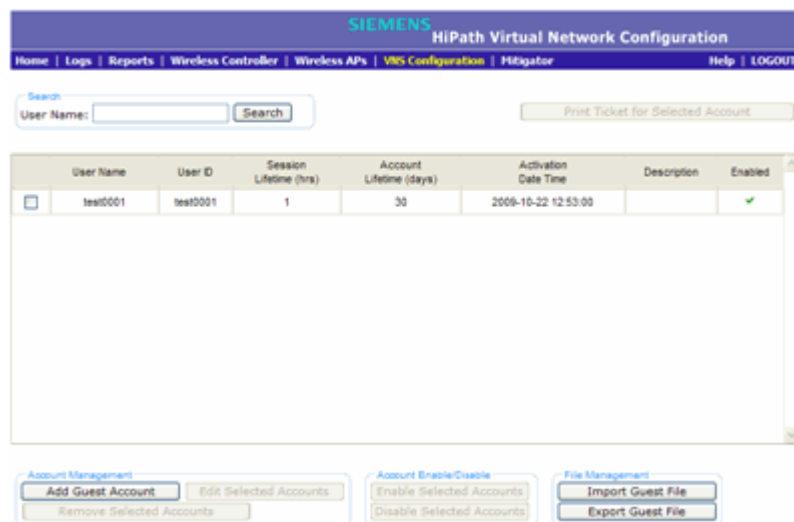 SIEMENS
HiPath Virtual Network Configuration
Home | Logs | Reports | Wireless Controller | Wireless APs | VNS Configuration | Mitigator Help | LOGOUT
Search
User Name: Search Print Ticket for Selected Account
User Name User ID Session Lifetime (hrs) Account Lifetime (days) Activation Date Time Description Enabled
test0001 test0001 1 30 2009-10-22 12:53:00
Account Management Account Enable/Disable File Management
Add Guest Account Edit Selected Accounts Enable Selected Accounts Import Guest File
Remove Selected Accounts Disable Selected Accounts Export Guest File